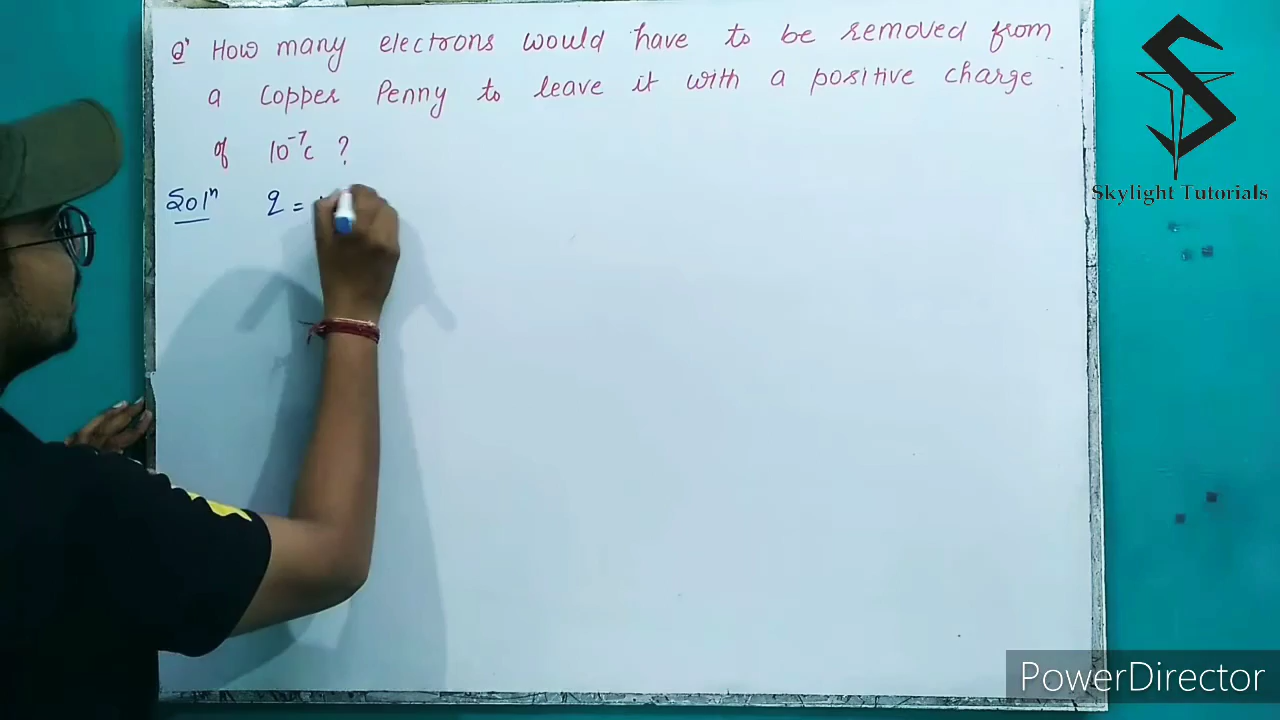 Q. How many electrons would have to be removed from
a Copper Penny to leave it with a positive charge
of 10⁻⁷C ?
Solⁿ q =
Skylight Tutorials
PowerDirector